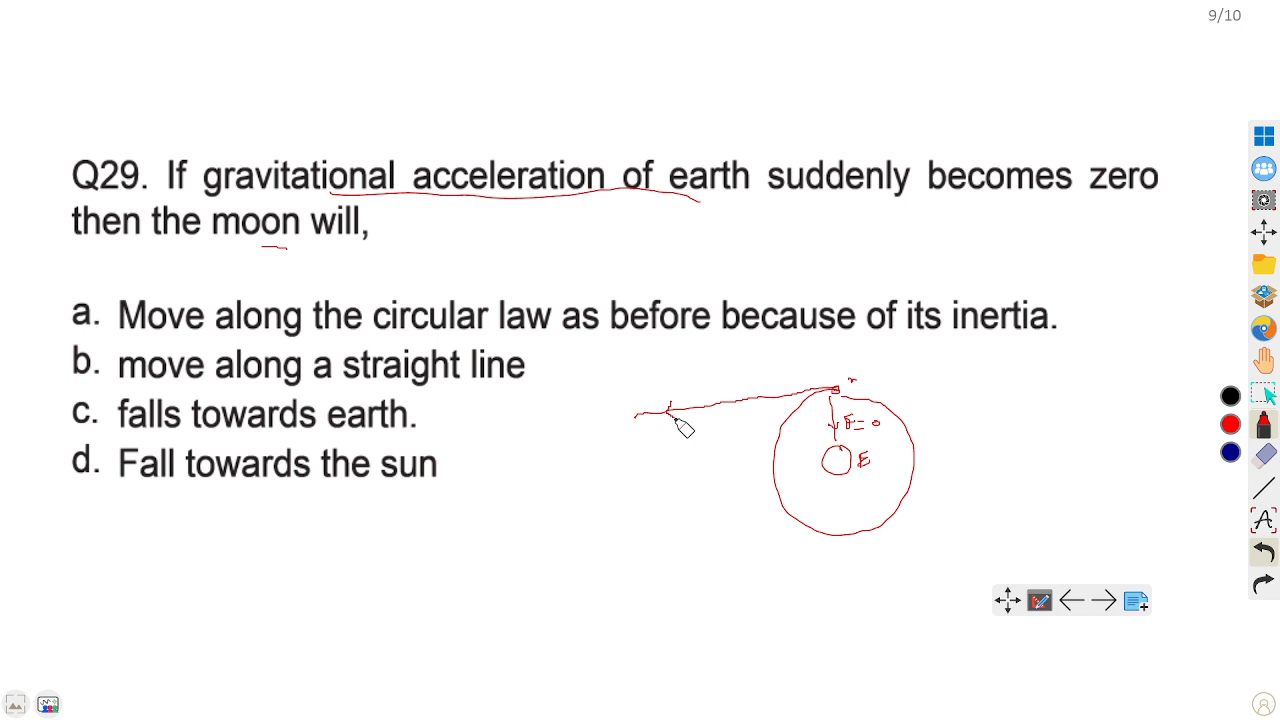 9/10
Q29. If gravitational acceleration of earth suddenly becomes zero
then the moon will,
a. Move along the circular law as before because of its inertia.
b. move along a straight line
c. falls towards earth.
d. Fall towards the sun
F = 0
E